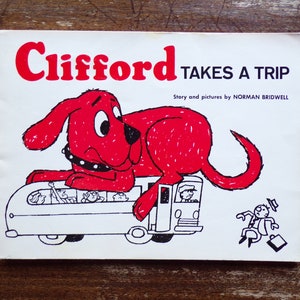 Clifford TAKES A TRIP
Story and pictures by NORMAN BRIDWELL